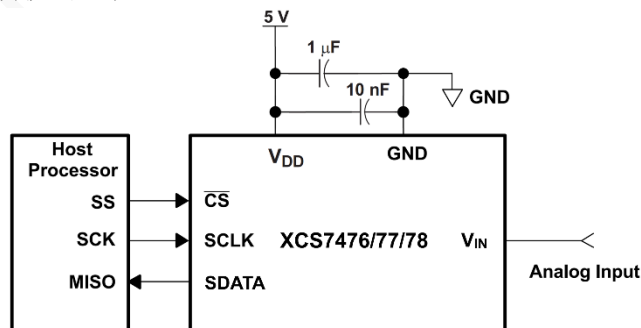 5 V
1 μF
10 nF
GND
Host
Processor
VDD
GND
SS
CS
SCK
SCLK
XCS7476/77/78
VIN
MISO
SDATA
Analog Input